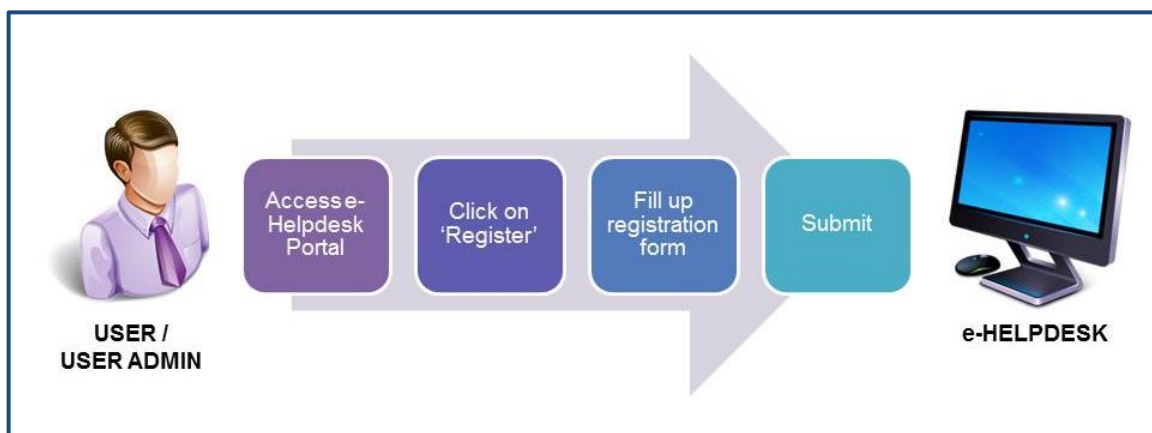 Access e-
Helpdesk
Portal
Click on
‘Register’
Fill up
registration
form
Submit
USER /
USER ADMIN
e-HELPDESK